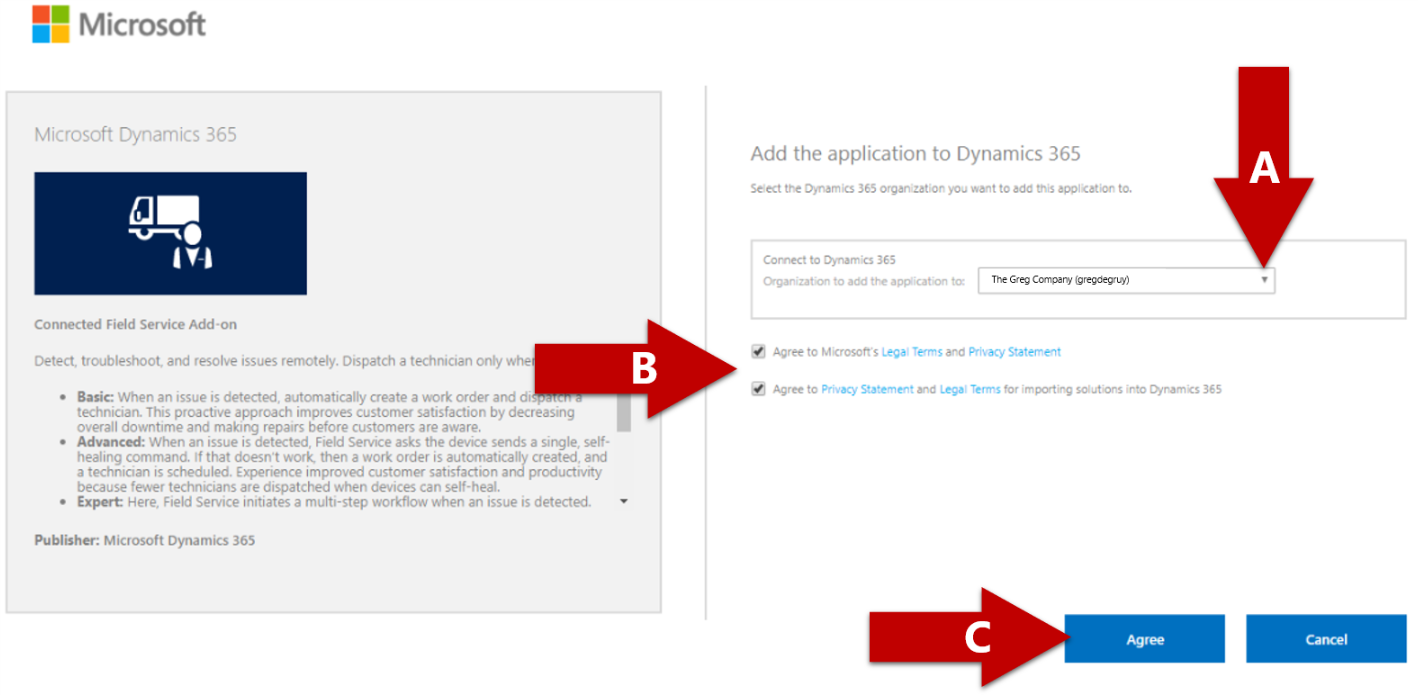 Microsoft
Microsoft Dynamics 365
Connected Field Service Add-on
Detect, troubleshoot, and resolve issues remotely. Dispatch a technician only
Basic: When an issue is detected, automatically create a work order and dispatch a
technician. This proactive approach improves customer satisfaction by decreasing
overall downtime and making repairs before customers are aware.
Advanced: When an issue is detected, Field Service asks the device sends a single, self-
healing command. If that doesn't work, then a work order is automatically created, and
a technician is scheduled. Experience improved customer satisfaction and productivity
because fewer technicians are dispatched when devices can self-heal.
Expert: Here, Field Service initiates a multi-step workflow when an issue is detected.
Publisher: Microsoft Dynamics 365
Add the application to Dynamics 365
Select the Dynamics 365 organization you want to add this application to.
A
Connect to Dynamics 365
Organization to add the application to: The Greg Company (gregdegruy)
B
Agree to Microsoft's Legal Terms and Privacy Statement
Agree to Privacy Statement and Legal Terms for importing solutions into Dynamics 365
C
Agree
Cancel